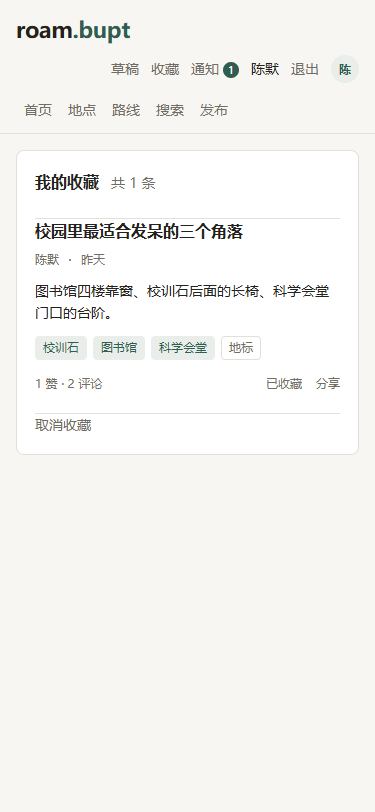 roam.bupt
草稿 收藏 通知 1 陈默 退出 陈
首页 地点 路线 搜索 发布
我的收藏 共 1 条
校园里最适合发呆的三个角落
陈默 · 昨天
图书馆四楼靠窗、校训石后面的长椅、科学会堂
门口的台阶。
校训石 图书馆 科学会堂 地标
1 赞 · 2 评论 已收藏 分享
取消收藏